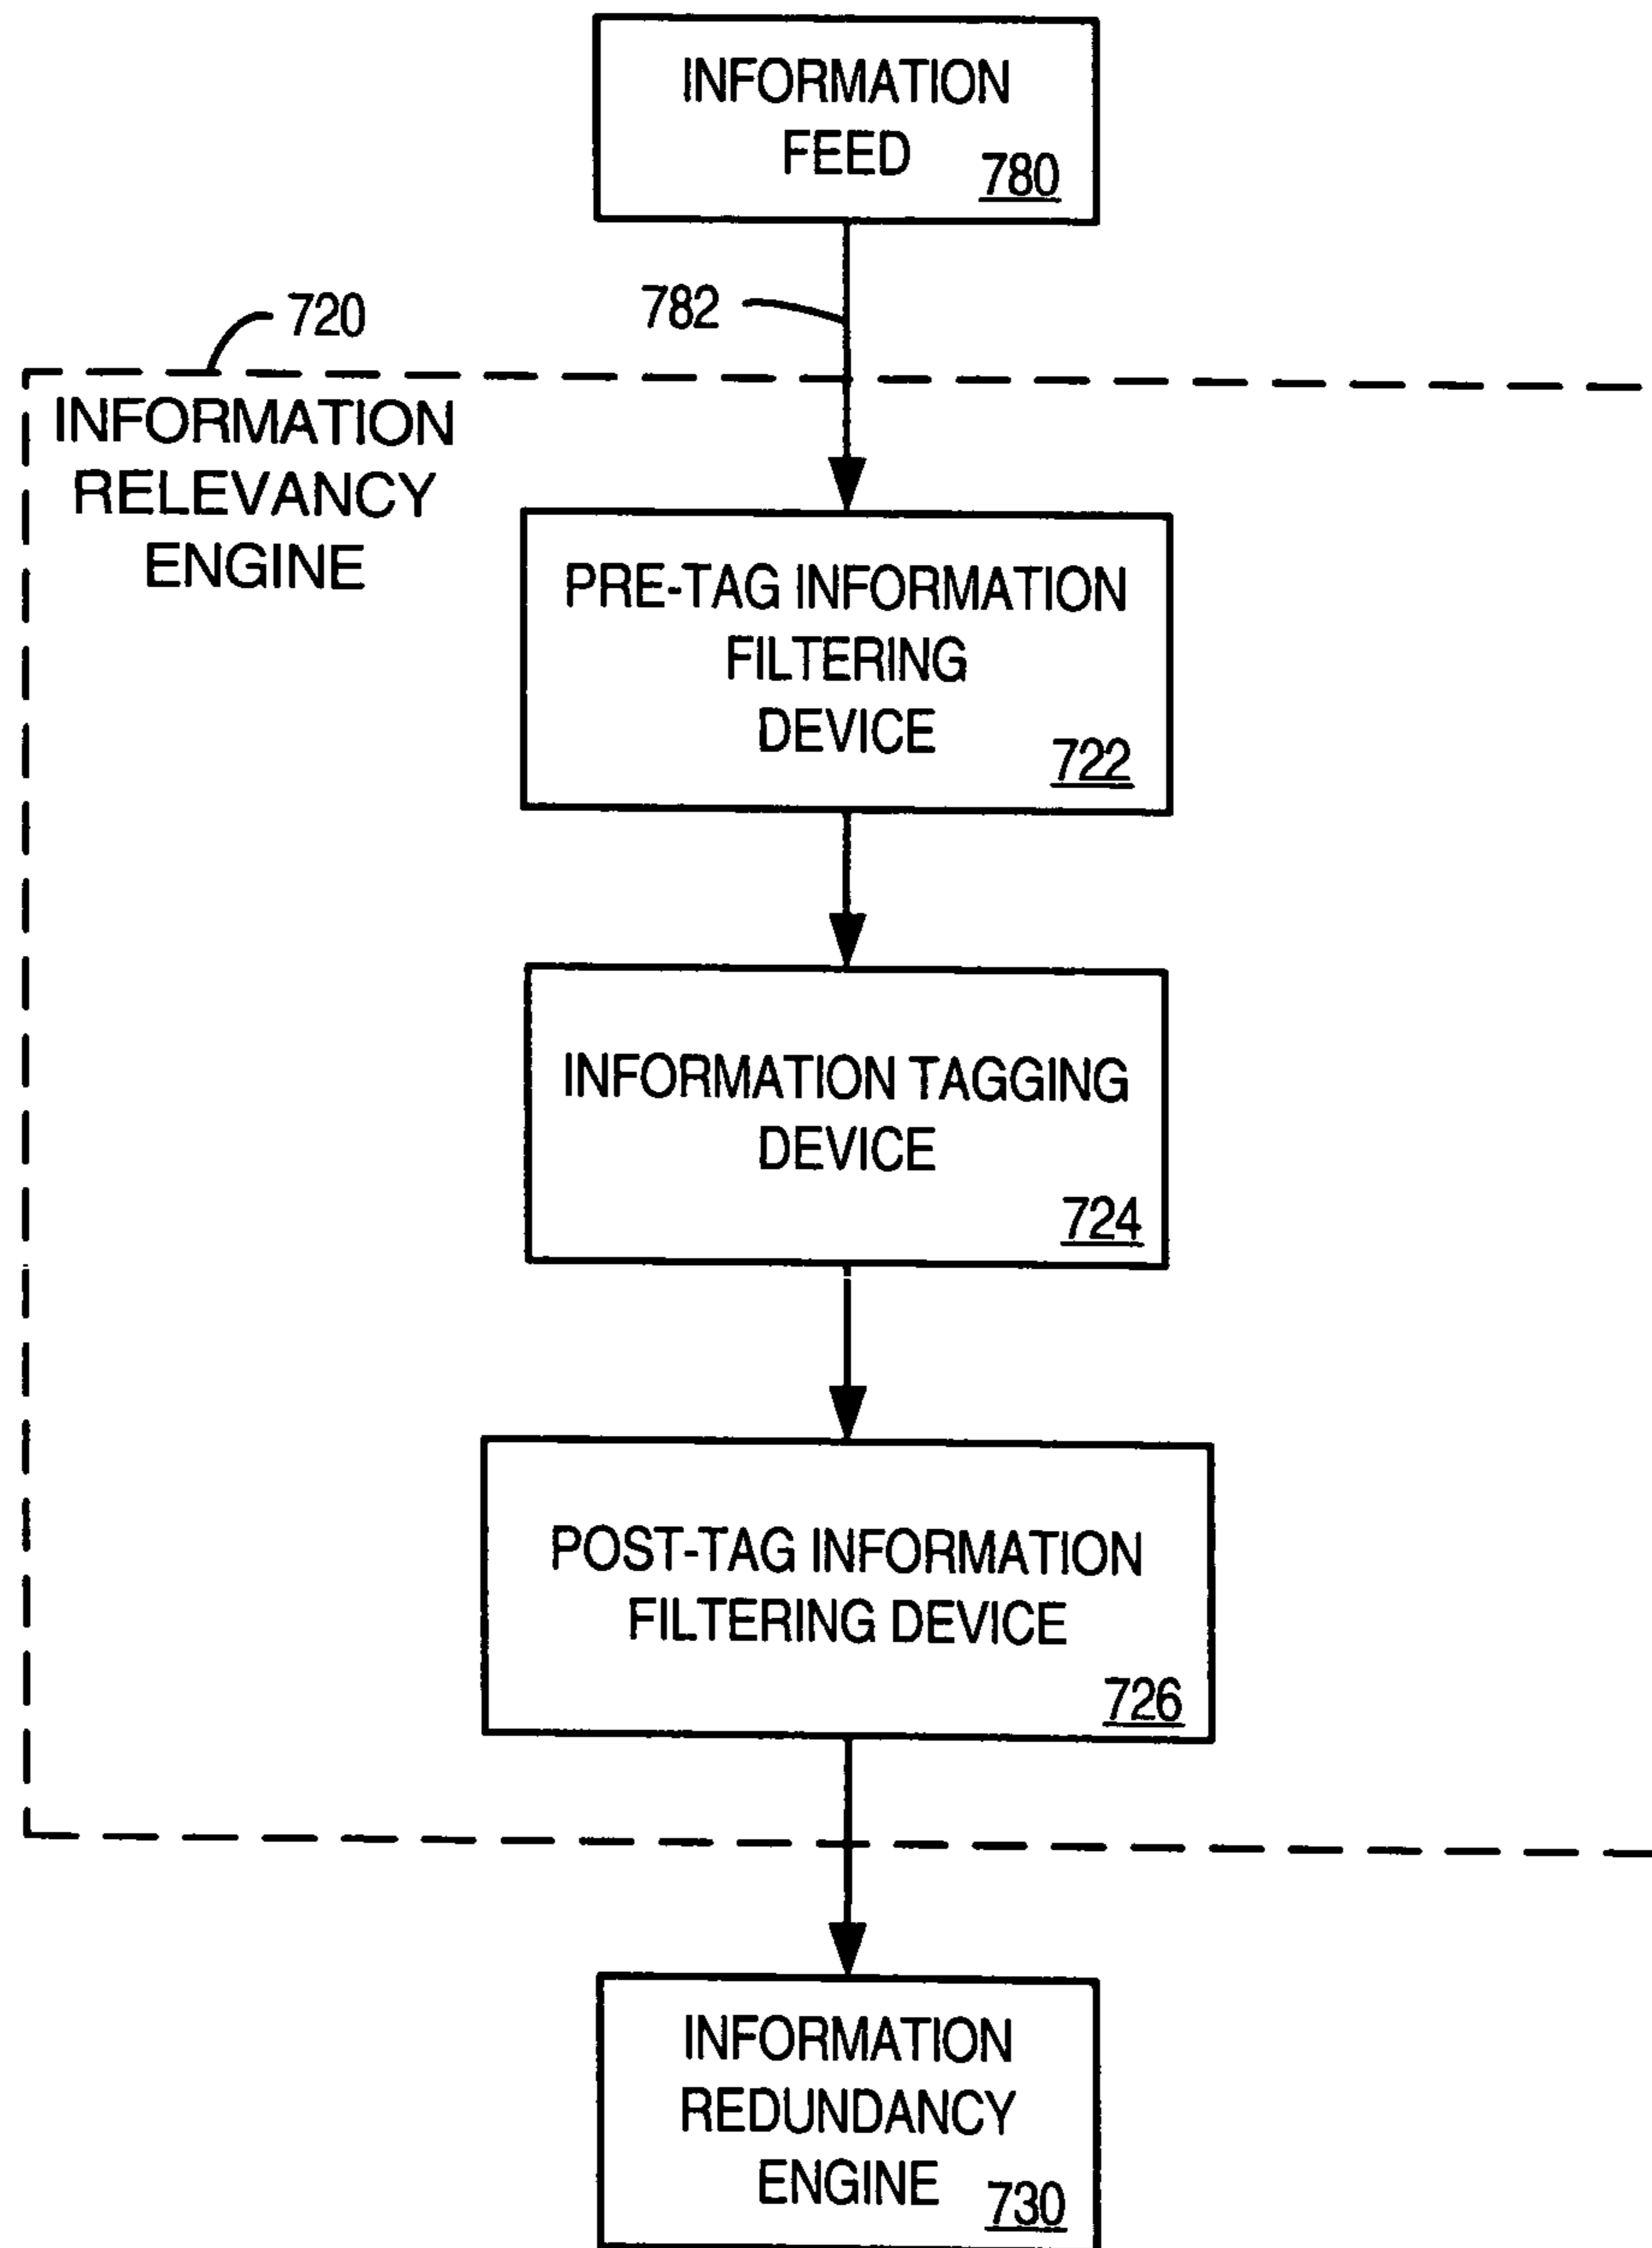 INFORMATION
FEED
780
720
782
INFORMATION
RELEVANCY
ENGINE
PRE-TAG INFORMATION
FILTERING
DEVICE
722
INFORMATION TAGGING
DEVICE
724
POST-TAG INFORMATION
FILTERING DEVICE
726
INFORMATION
REDUNDANCY
ENGINE
730